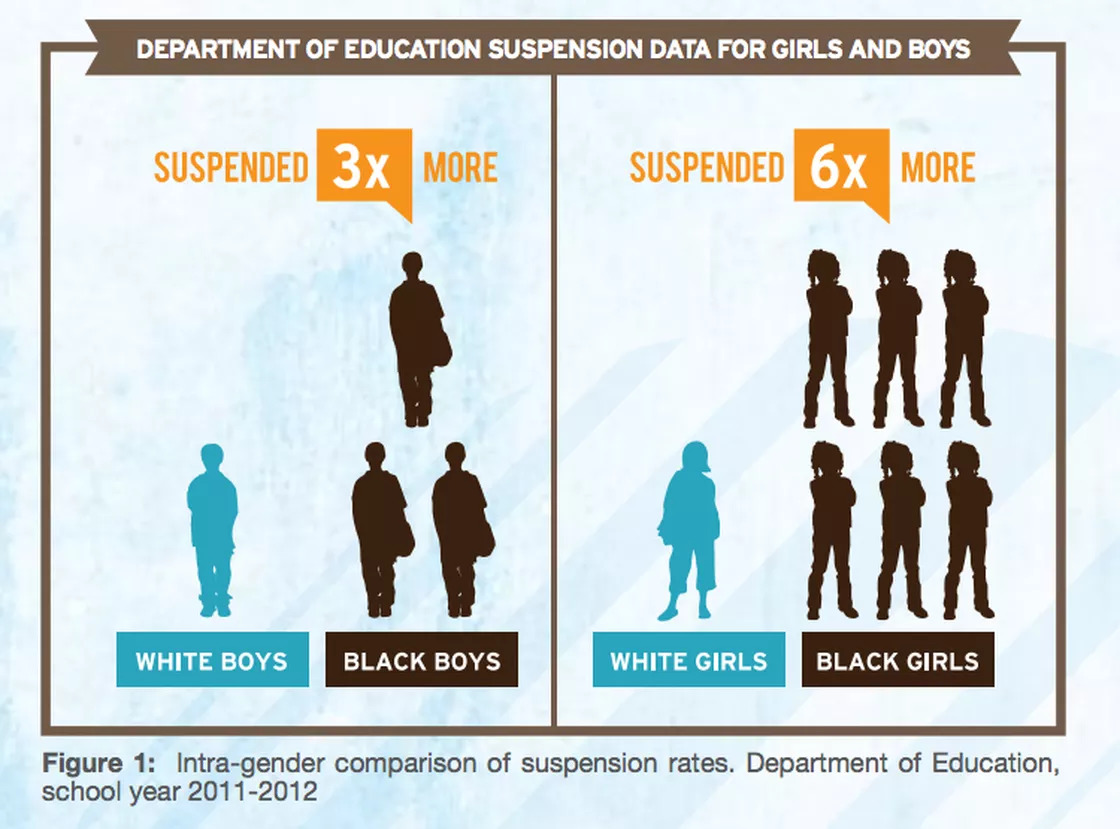 DEPARTMENT OF EDUCATION SUSPENSION DATA FOR GIRLS AND BOYS
SUSPENDED 3x MORE
WHITE BOYS
BLACK BOYS
SUSPENDED 6x MORE
WHITE GIRLS
BLACK GIRLS
Figure 1: Intra-gender comparison of suspension rates. Department of Education,
school year 2011-2012